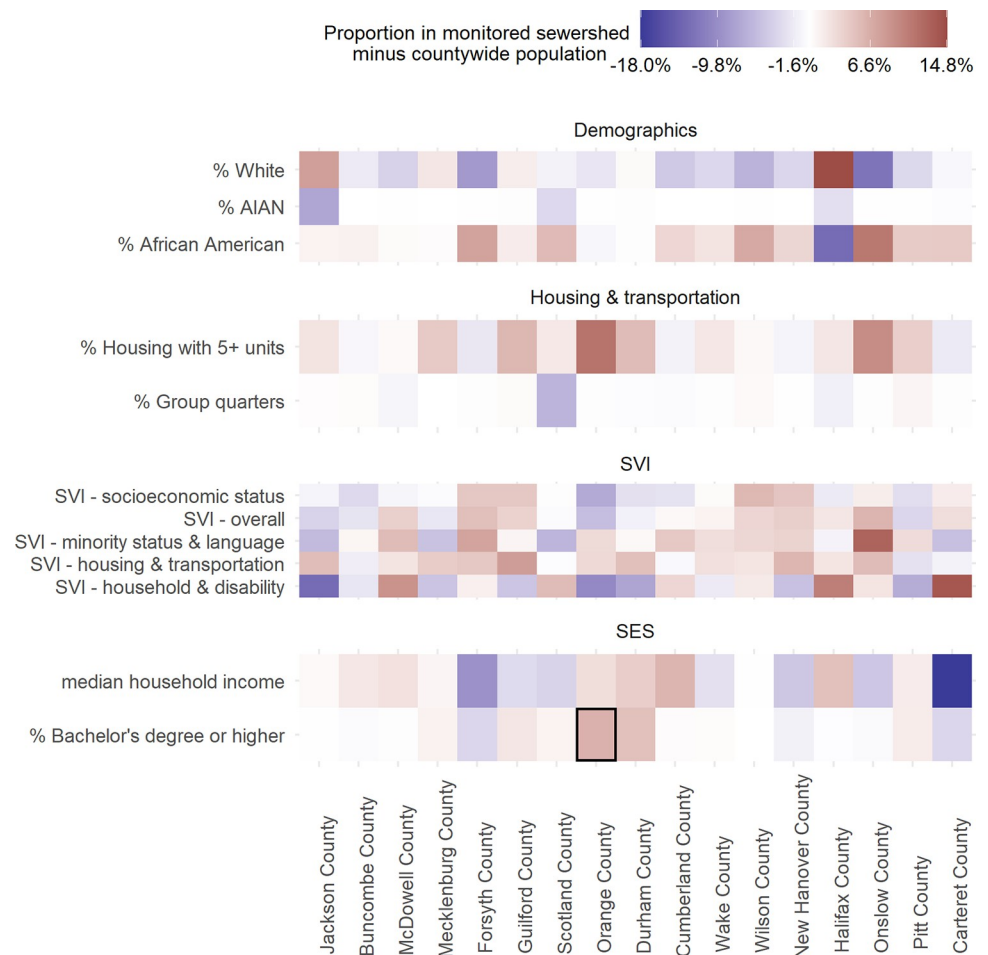 Proportion in monitored sewershed
minus countywide population
-18.0% -9.8% -1.6% 6.6% 14.8%
Demographics
% White
% AIAN
% African American
Housing & transportation
% Housing with 5+ units
% Group quarters
SVI
SVI - socioeconomic status
SVI - overall
SVI - minority status & language
SVI - housing & transportation
SVI - household & disability
SES
median household income
% Bachelor's degree or higher
Jackson County
Buncombe County
McDowell County
Mecklenburg County
Forsyth County
Guilford County
Scotland County
Orange County
Durham County
Cumberland County
Wake County
Wilson County
New Hanover County
Halifax County
Onslow County
Pitt County
Carteret County